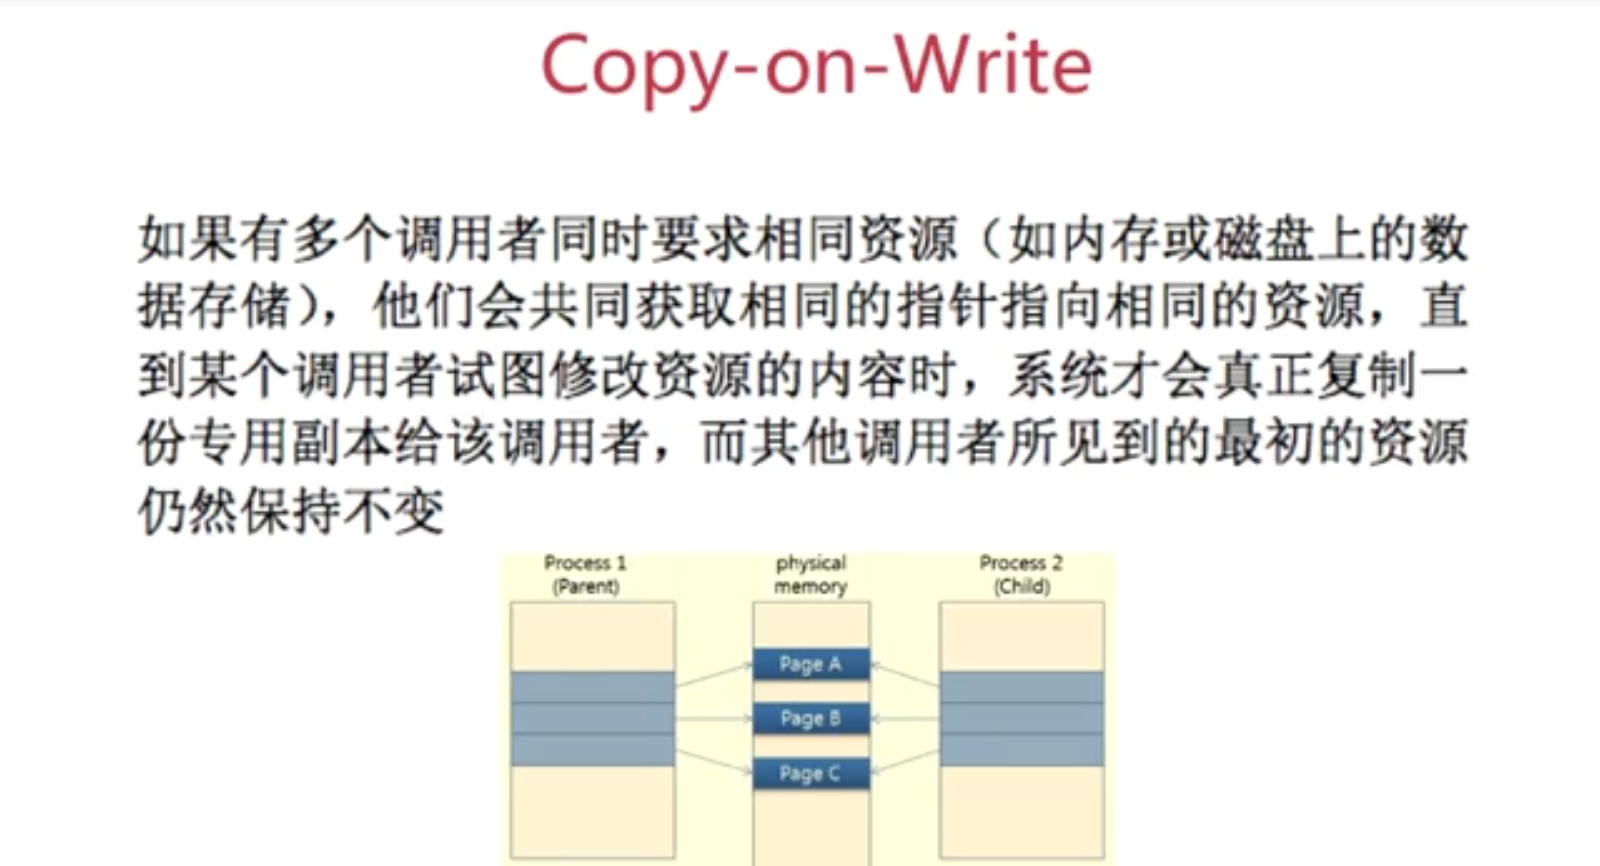 Copy-on-Write
如果有多个调用者同时要求相同资源（如内存或磁盘上的数
据存储），他们会共同获取相同的指针指向相同的资源，直
到某个调用者试图修改资源的内容时，系统才会真正复制一
份专用副本给该调用者，而其他调用者所见到的最初的资源
仍然保持不变
Process 1
(Parent)
physical
memory
Process 2
(Child)
Page A
Page B
Page C